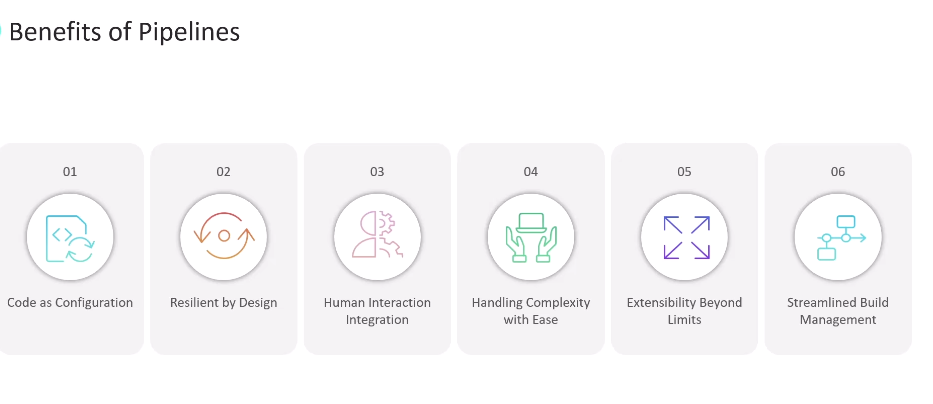 Benefits of Pipelines
01
Code as Configuration
02
Resilient by Design
03
Human Interaction
Integration
04
Handling Complexity
with Ease
05
Extensibility Beyond
Limits
06
Streamlined Build
Management